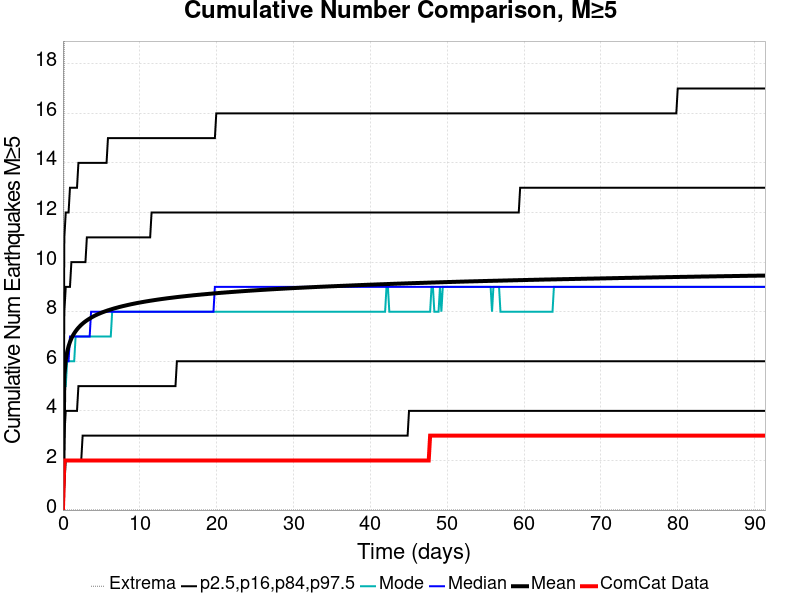 Cumulative Number Comparison, M≥5
Cumulative Num Earthquakes M≥5
18
16
14
12
10
8
6
4
2
0
0 10 20 30 40 50 60 70 80 90
Time (days)
Extrema p2.5,p16,p84,p97.5 Mode Median Mean ComCat Data